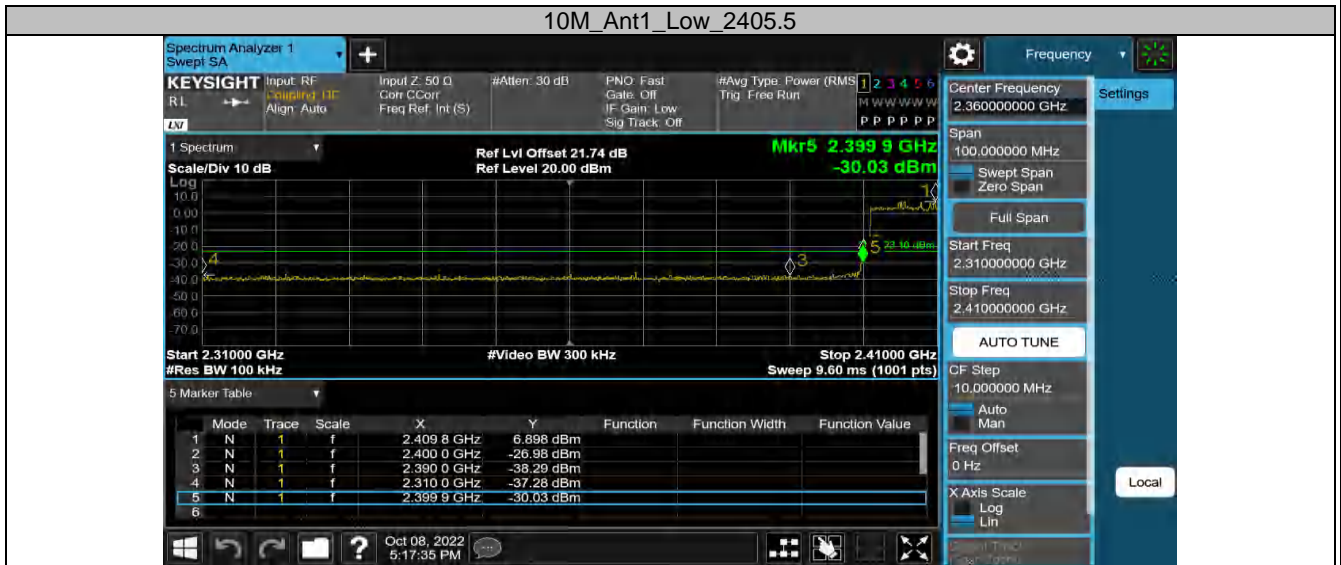 10M_Ant1_Low_2405.5
Spectrum Analyzer 1
Swept SA
+
Frequency
KEYSIGHT
RL
LXI
Input: RF
Align: Auto
Input Z: 50 Ω
Corr CCorr
Freq Ref: Int (S)
#Atten: 30 dB
PNO: Fast
Gate: Off
IF Gain: Low
Sig Track: Off
#Avg Type: Power (RMS
Trig: Free Run
1 2 3 4 5 6
M W W W W W
P P P P P P
Center Frequency
2.360000000 GHz
Settings
Span
100.000000 MHz
Swept Span
Zero Span
Full Span
Start Freq
2.310000000 GHz
Stop Freq
2.410000000 GHz
AUTO TUNE
CF Step
10.000000 MHz
Auto
Man
Freq Offset
0 Hz
X Axis Scale
Log
Lin
Local
1 Spectrum
Scale/Div 10 dB
Ref Lvl Offset 21.74 dB
Ref Level 20.00 dBm
Mkr5 2.399 9 GHz
-30.03 dBm
Log
10.0
0.00
-10.0
-20.0
-30.0
-40.0
-50.0
-60.0
-70.0
1
3
4
5
Start 2.31000 GHz
#Res BW 100 kHz
#Video BW 300 kHz
Stop 2.41000 GHz
Sweep 9.60 ms (1001 pts)
5 Marker Table
Mode Trace Scale X Y Function Function Width Function Value
1 N 1 f 2.409 8 GHz 6.898 dBm
2 N 1 f 2.400 0 GHz -26.98 dBm
3 N 1 f 2.390 0 GHz -38.29 dBm
4 N 1 f 2.310 0 GHz -37.28 dBm
5 N 1 f 2.399 9 GHz -30.03 dBm
6
?
Oct 08, 2022
5:17:35 PM